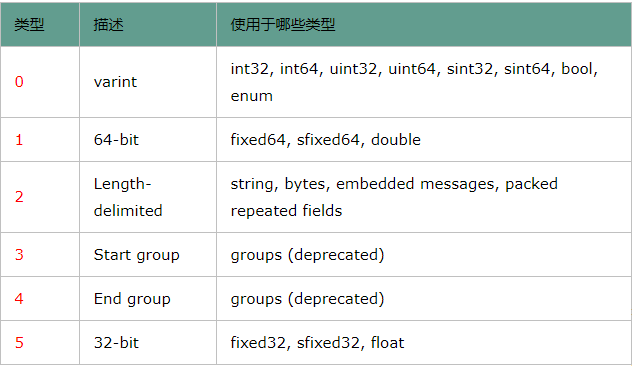 类型 描述 使用于哪些类型
0 varint int32, int64, uint32, uint64, sint32, sint64, bool,
enum
1 64-bit fixed64, sfixed64, double
2 Length-
delimited string, bytes, embedded messages, packed
repeated fields
3 Start group groups (deprecated)
4 End group groups (deprecated)
5 32-bit fixed32, sfixed32, float